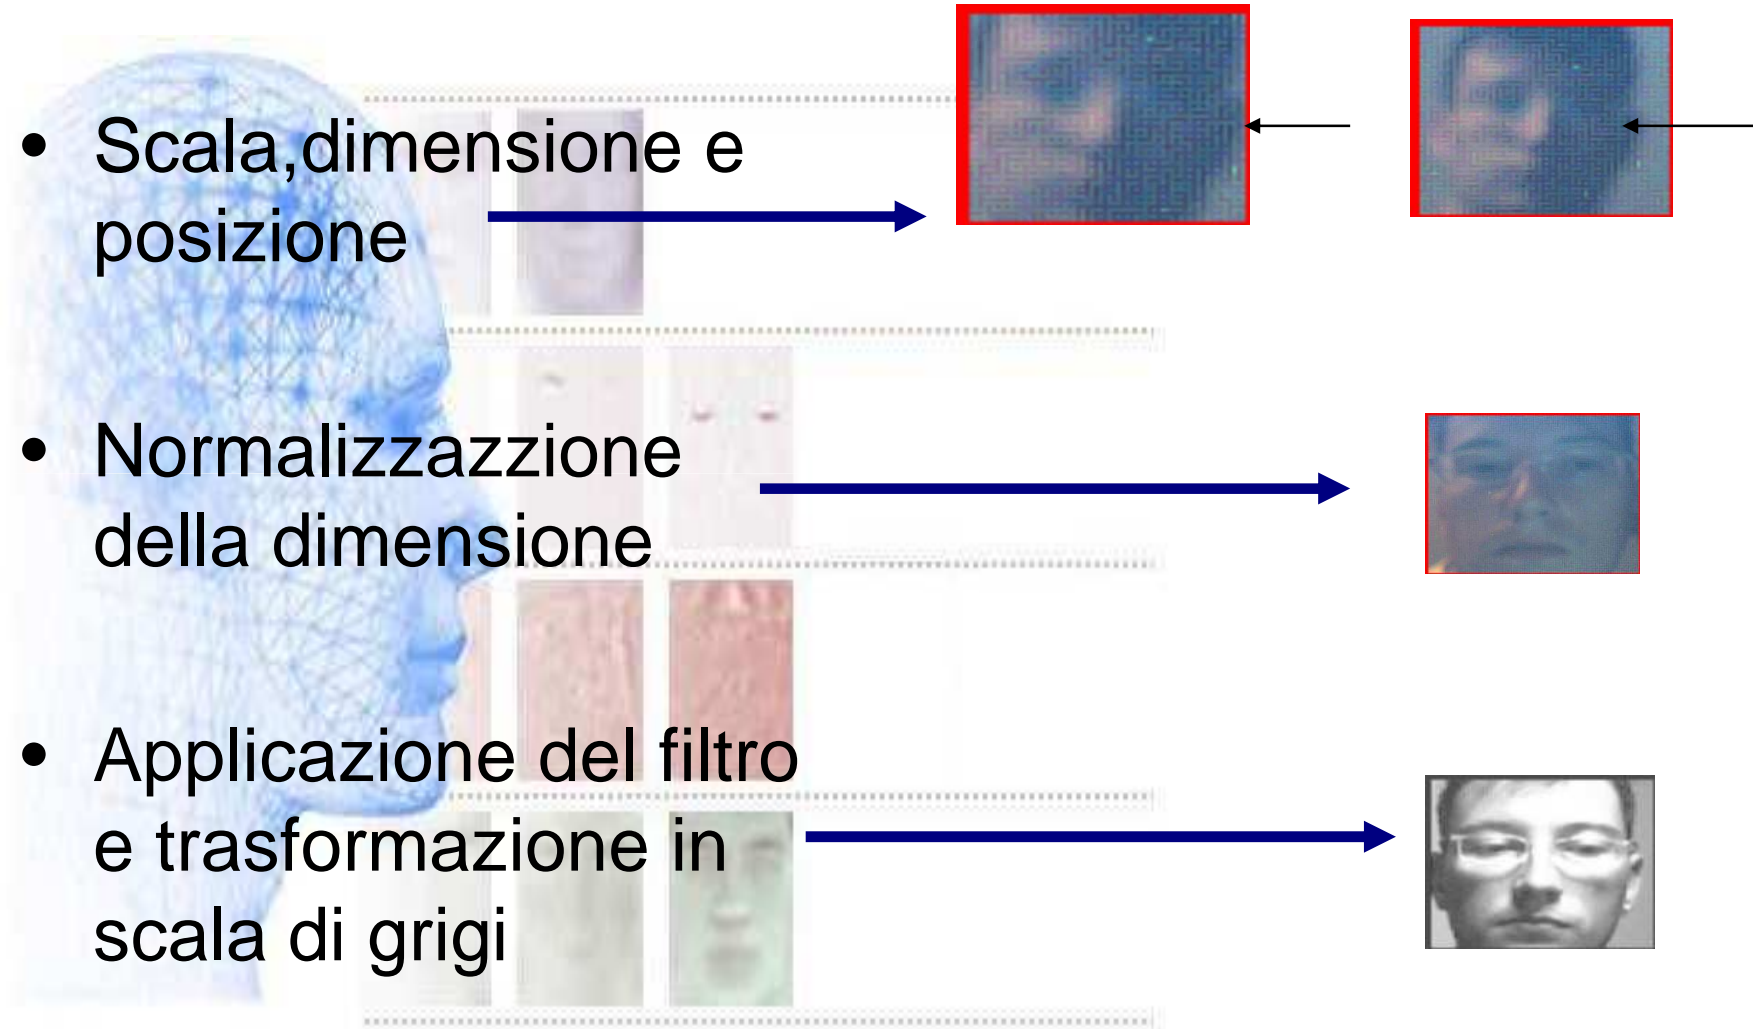 • Scala,dimensione e
posizione
• Normalizzazzione
della dimensione
• Applicazione del filtro
e trasformazione in
scala di grigi